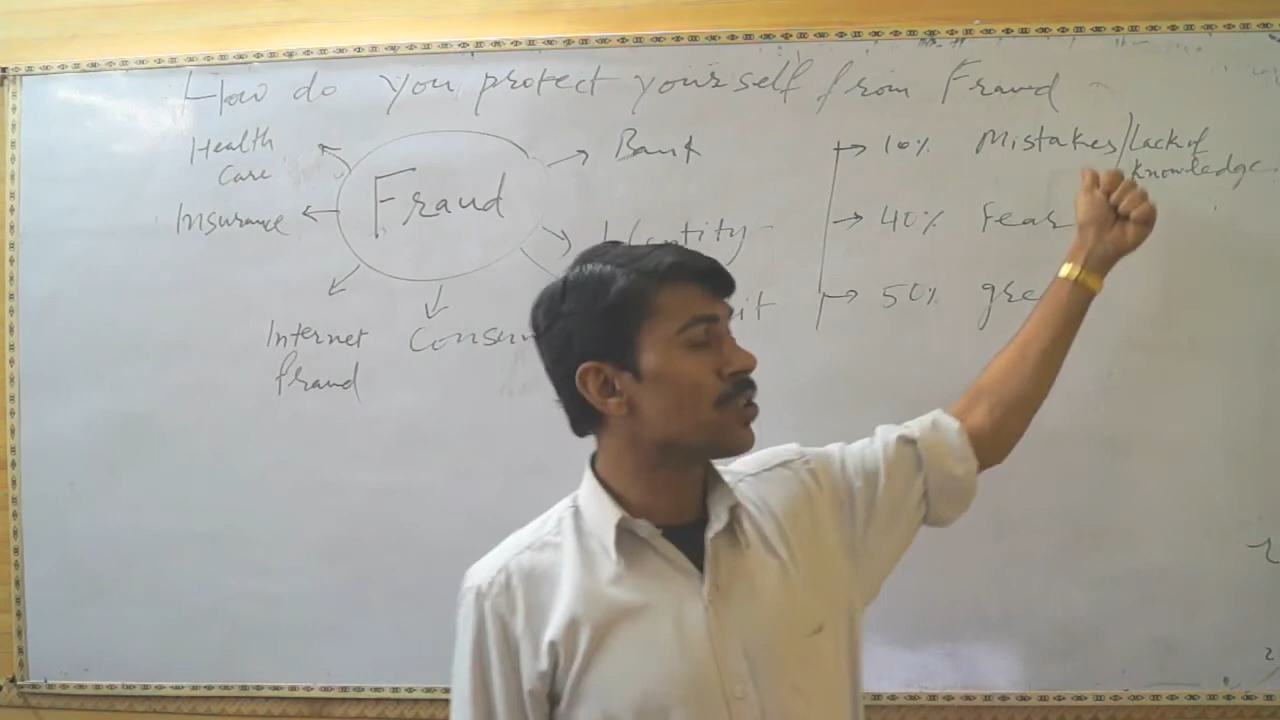 How do you protect yourself from Fraud
Health
Care
Insurance
Internet
fraud
Fraud
Bank
Identity
10% Mistakes/Lack of
Knowledge
40% Fear
50%